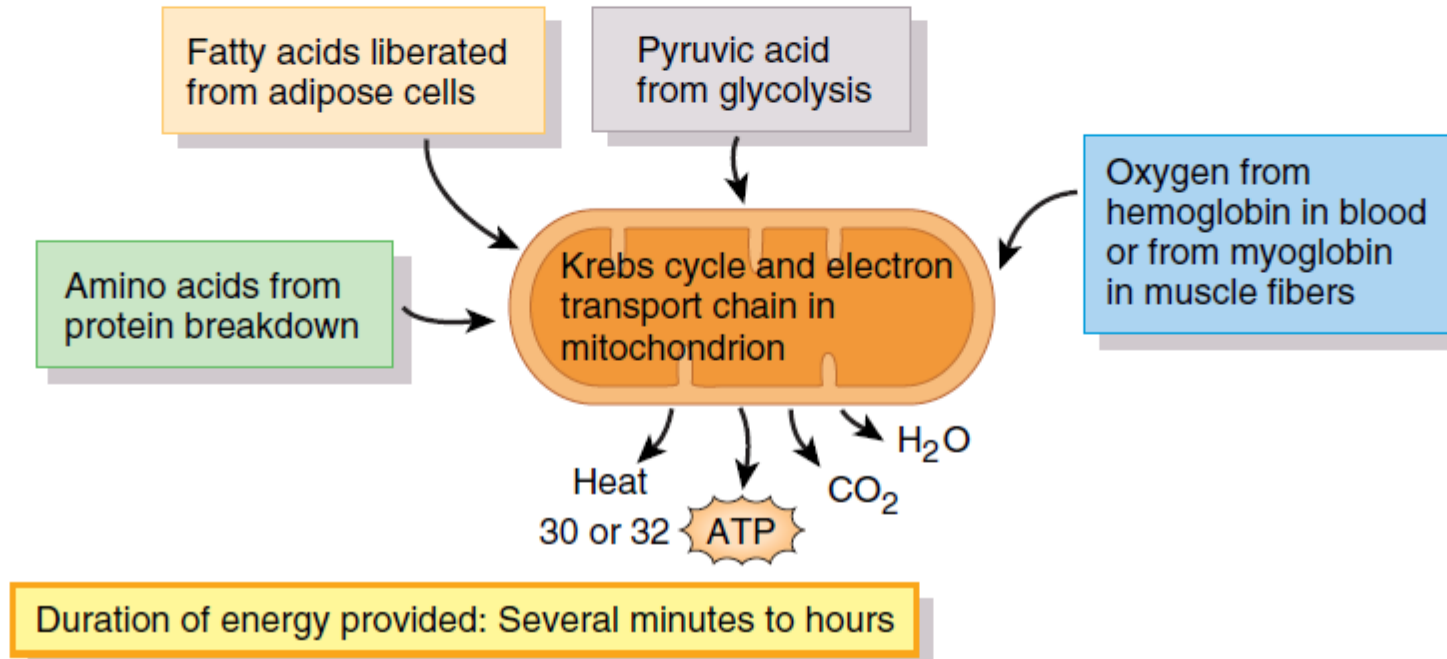 Fatty acids liberated
from adipose cells
Pyruvic acid
from glycolysis
Oxygen from
hemoglobin in blood
or from myoglobin
in muscle fibers
Amino acids from
protein breakdown
Krebs cycle and electron
transport chain in
mitochondrion
Heat
30 or 32 ATP
CO₂
H₂O
Duration of energy provided: Several minutes to hours